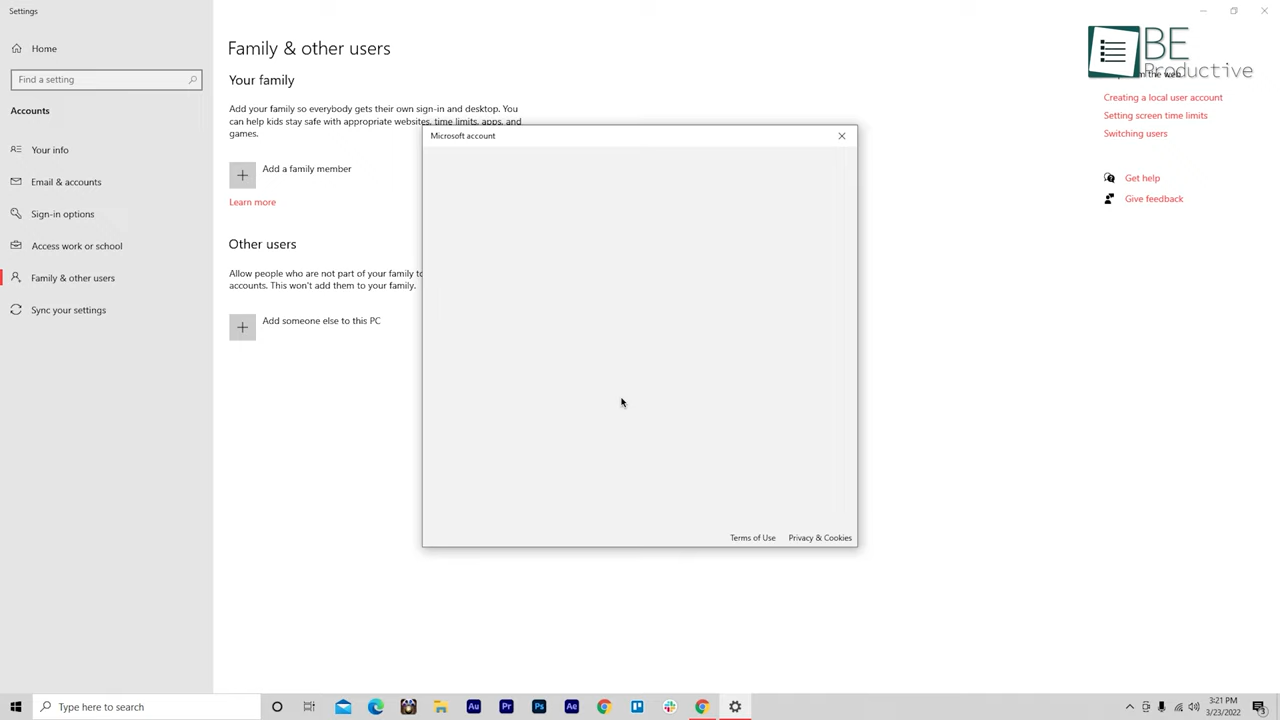 Settings
Home
Find a setting
Accounts
Your info
Email & accounts
Sign-in options
Access work or school
Family & other users
Sync your settings
Family & other users
Your family
Add your family so everybody gets their own sign-in and desktop. You
can help kids stay safe with appropriate websites, time limits, apps, and
games.
Add a family member
Learn more
Other users
Allow people who are not part of your family to
accounts. This won't add them to your family.
Add someone else to this PC
Microsoft account
Terms of Use
Privacy & Cookies
BE
Productive
the web
Creating a local user account
Setting screen time limits
Switching users
Get help
Give feedback
Type here to search
Au
Pr
Ps
Ae
3:21 PM
3/23/2022